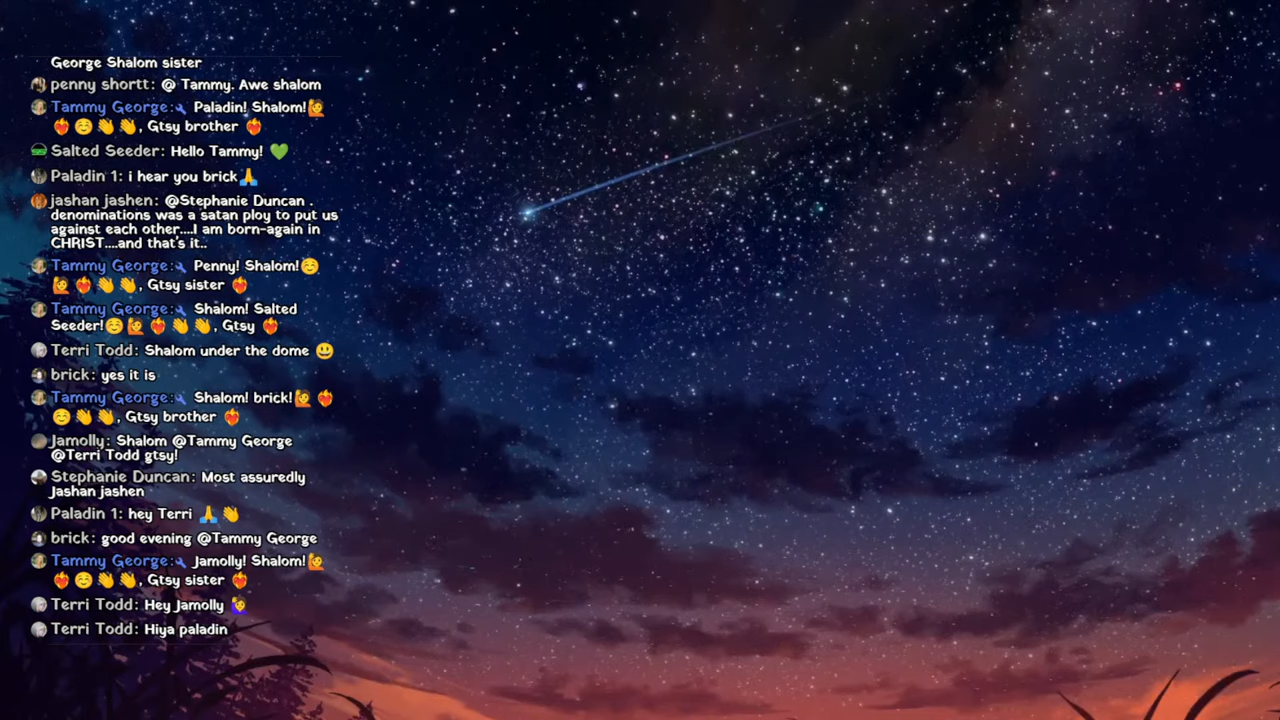 George Shalom sister
penny shortt: @ Tammy. Awe shalom
Tammy George: Paladin! Shalom!🙋
❤️‍🔥☺️👋👋, Gtsy brother ❤️‍🔥
Salted Seeder: Hello Tammy! 💚
Paladin 1: i hear you brick🙏
jashan jashen: @Stephanie Duncan .
denominations was a satan ploy to put us
against each other....I am born-again in
CHRIST....and that's it..
Tammy George: Penny! Shalom!☺️
🙋❤️‍🔥👋👋, Gtsy sister ❤️‍🔥
Tammy George: Shalom! Salted
Seeder!☺️🙋❤️‍🔥👋👋, Gtsy ❤️‍🔥
Terri Todd: Shalom under the dome 😃
brick: yes it is
Tammy George: Shalom! brick!🙋❤️‍🔥
☺️👋👋, Gtsy brother ❤️‍🔥
Jamolly: Shalom @Tammy George
@Terri Todd gtsy!
Stephanie Duncan: Most assuredly
Jashan jashen
Paladin 1: hey Terri 🙏👋
brick: good evening @Tammy George
Tammy George: Jamolly! Shalom!🙋
❤️‍🔥☺️👋👋, Gtsy sister ❤️‍🔥
Terri Todd: Hey Jamolly 🙋‍♀️
Terri Todd: Hiya paladin